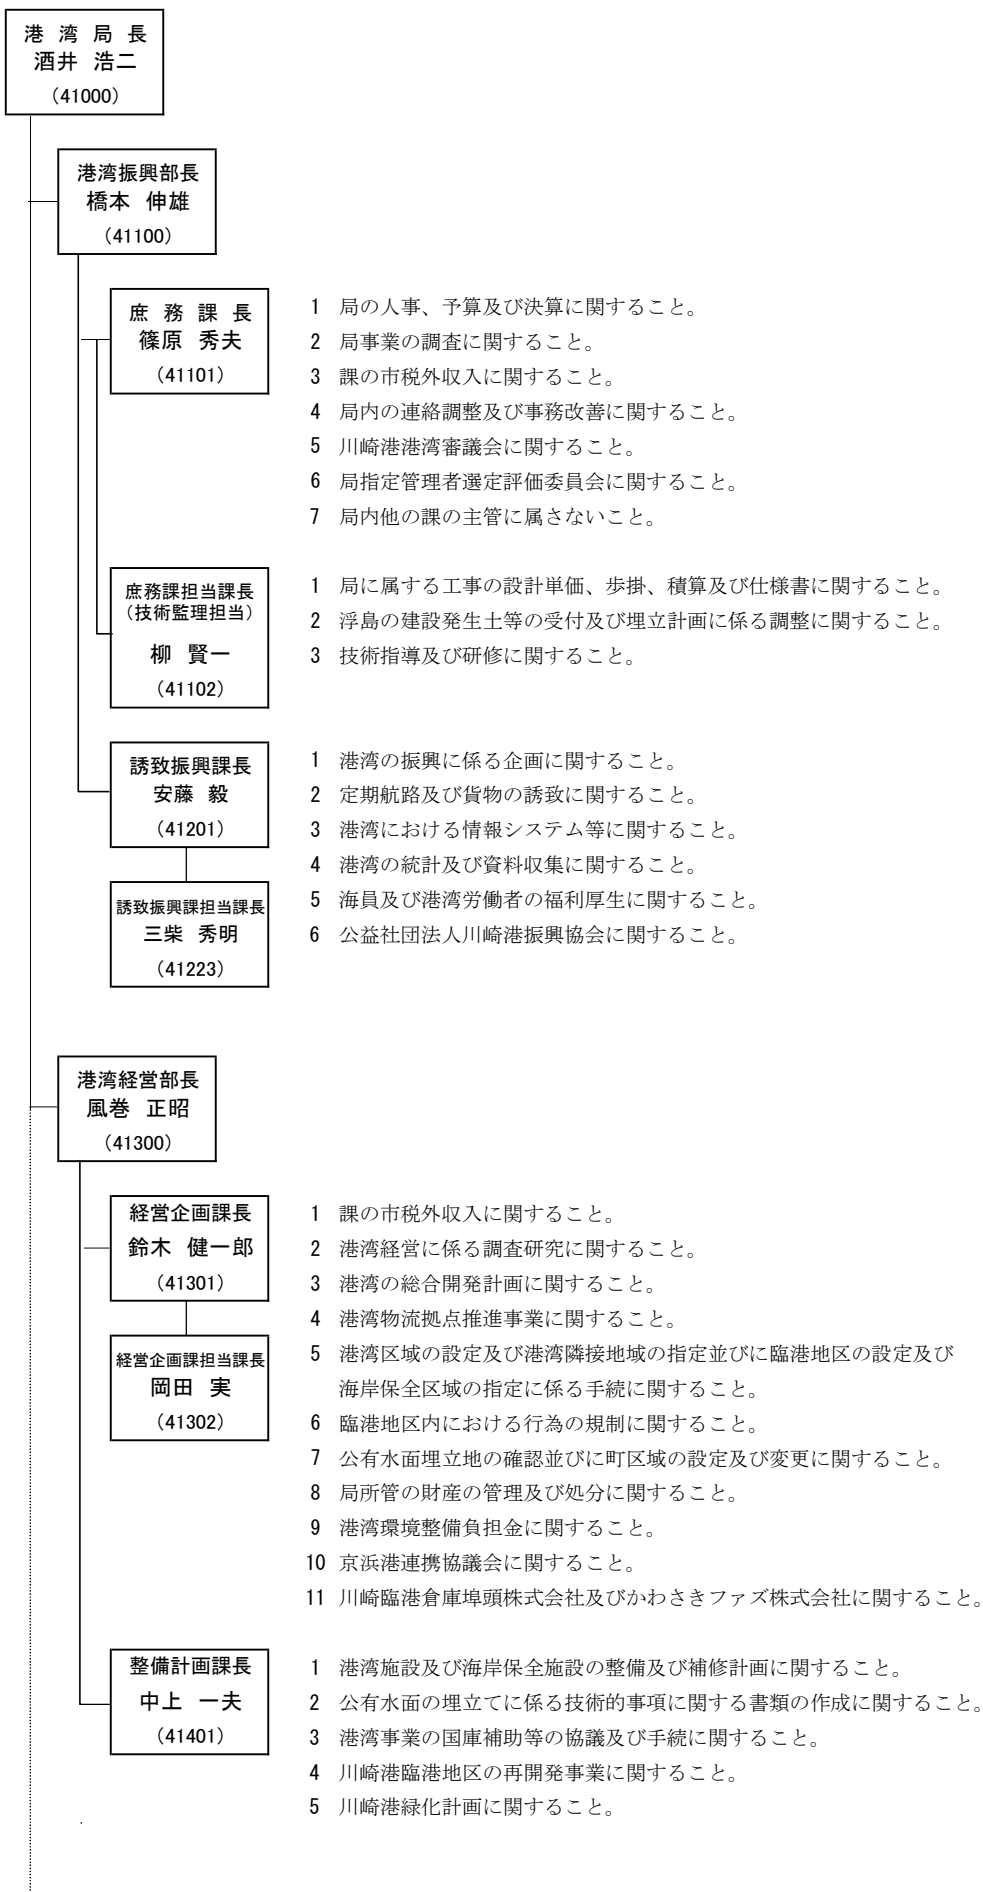 港 湾 局 長
酒井 浩二
（41000）
港湾振興部長
橋本 伸雄
（41100）
庶 務 課 長
篠原 秀夫
（41101）
1 局の人事、予算及び決算に関すること。
2 局事業の調査に関すること。
3 課の市税外収入に関すること。
4 局内の連絡調整及び事務改善に関すること。
5 川崎港港湾審議会に関すること。
6 局指定管理者選定評価委員会に関すること。
7 局内他の課の主管に属さないこと。
庶務課担当課長
（技術監理担当）
柳 賢一
（41102）
1 局に属する工事の設計単価、歩掛、積算及び仕様書に関すること。
2 浮島の建設発生土等の受付及び埋立計画に係る調整に関すること。
3 技術指導及び研修に関すること。
誘致振興課長
安藤 毅
（41201）
誘致振興課担当課長
三柴 秀明
（41223）
1 港湾の振興に係る企画に関すること。
2 定期航路及び貨物の誘致に関すること。
3 港湾における情報システム等に関すること。
4 港湾の統計及び資料収集に関すること。
5 海員及び港湾労働者の福利厚生に関すること。
6 公益社団法人川崎港振興協会に関すること。
港湾経営部長
風巻 正昭
（41300）
経営企画課長
鈴木 健一郎
（41301）
経営企画課担当課長
岡田 実
（41302）
1 課の市税外収入に関すること。
2 港湾経営に係る調査研究に関すること。
3 港湾の総合開発計画に関すること。
4 港湾物流拠点推進事業に関すること。
5 港湾区域の設定及び港湾隣接地域の指定並びに臨港地区の設定及び
海岸保全区域の指定に係る手続に関すること。
6 臨港地区内における行為の規制に関すること。
7 公有水面埋立地の確認並びに町区域の設定及び変更に関すること。
8 局所管の財産の管理及び処分に関すること。
9 港湾環境整備負担金に関すること。
10 京浜港連携協議会に関すること。
11 川崎臨港倉庫埠頭株式会社及びかわさきファズ株式会社に関すること。
整備計画課長
中上 一夫
（41401）
1 港湾施設及び海岸保全施設の整備及び補修計画に関すること。
2 公有水面の埋立てに係る技術的事項に関する書類の作成に関すること。
3 港湾事業の国庫補助等の協議及び手続に関すること。
4 川崎港臨港地区の再開発事業に関すること。
5 川崎港緑化計画に関すること。